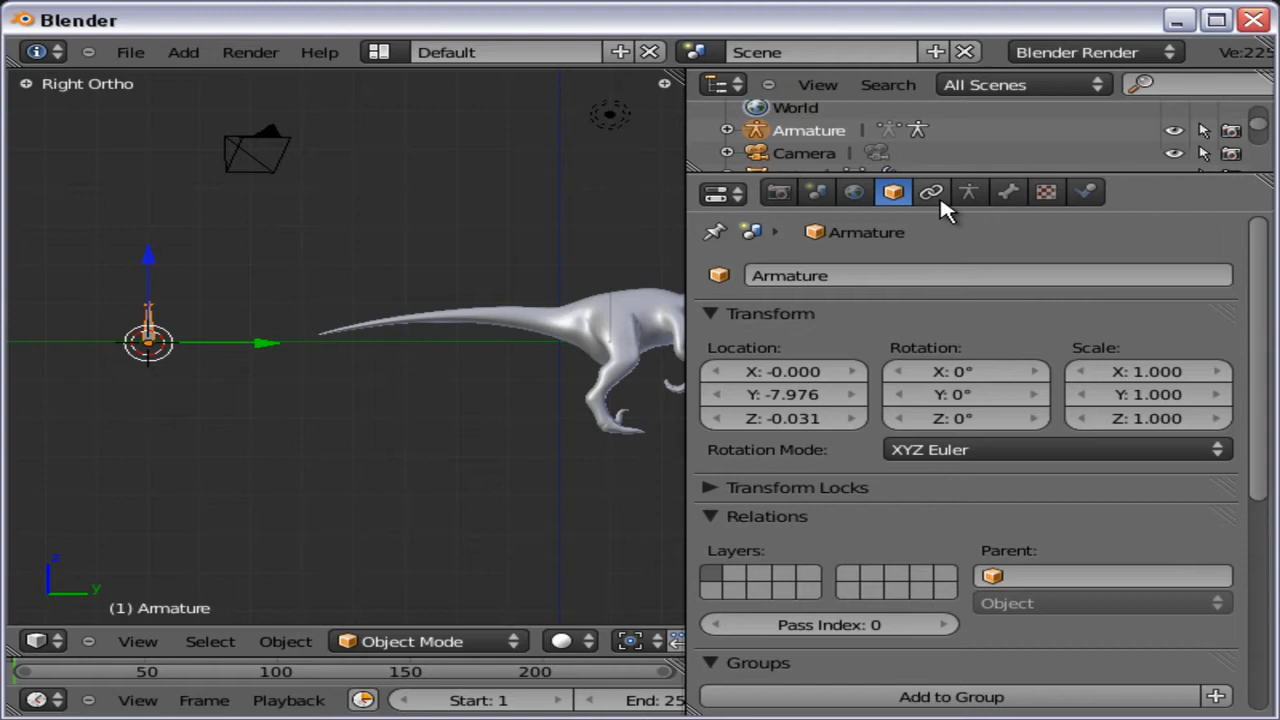 Blender
File Add Render Help Default Scene Blender Render Ve:225
Right Ortho
View Search All Scenes
World
Armature
Camera
Armature
Armature
Transform
Location: Rotation: Scale:
X: -0.000 X: 0° X: 1.000
Y: -7.976 Y: 0° Y: 1.000
Z: -0.031 Z: 0° Z: 1.000
Rotation Mode: XYZ Euler
Transform Locks
Relations
Layers: Parent:
Object
Pass Index: 0
Groups
Add to Group
z
y
(1) Armature
View Select Object Object Mode
50 100 150 200
View Frame Playback Start: 1 End: 25